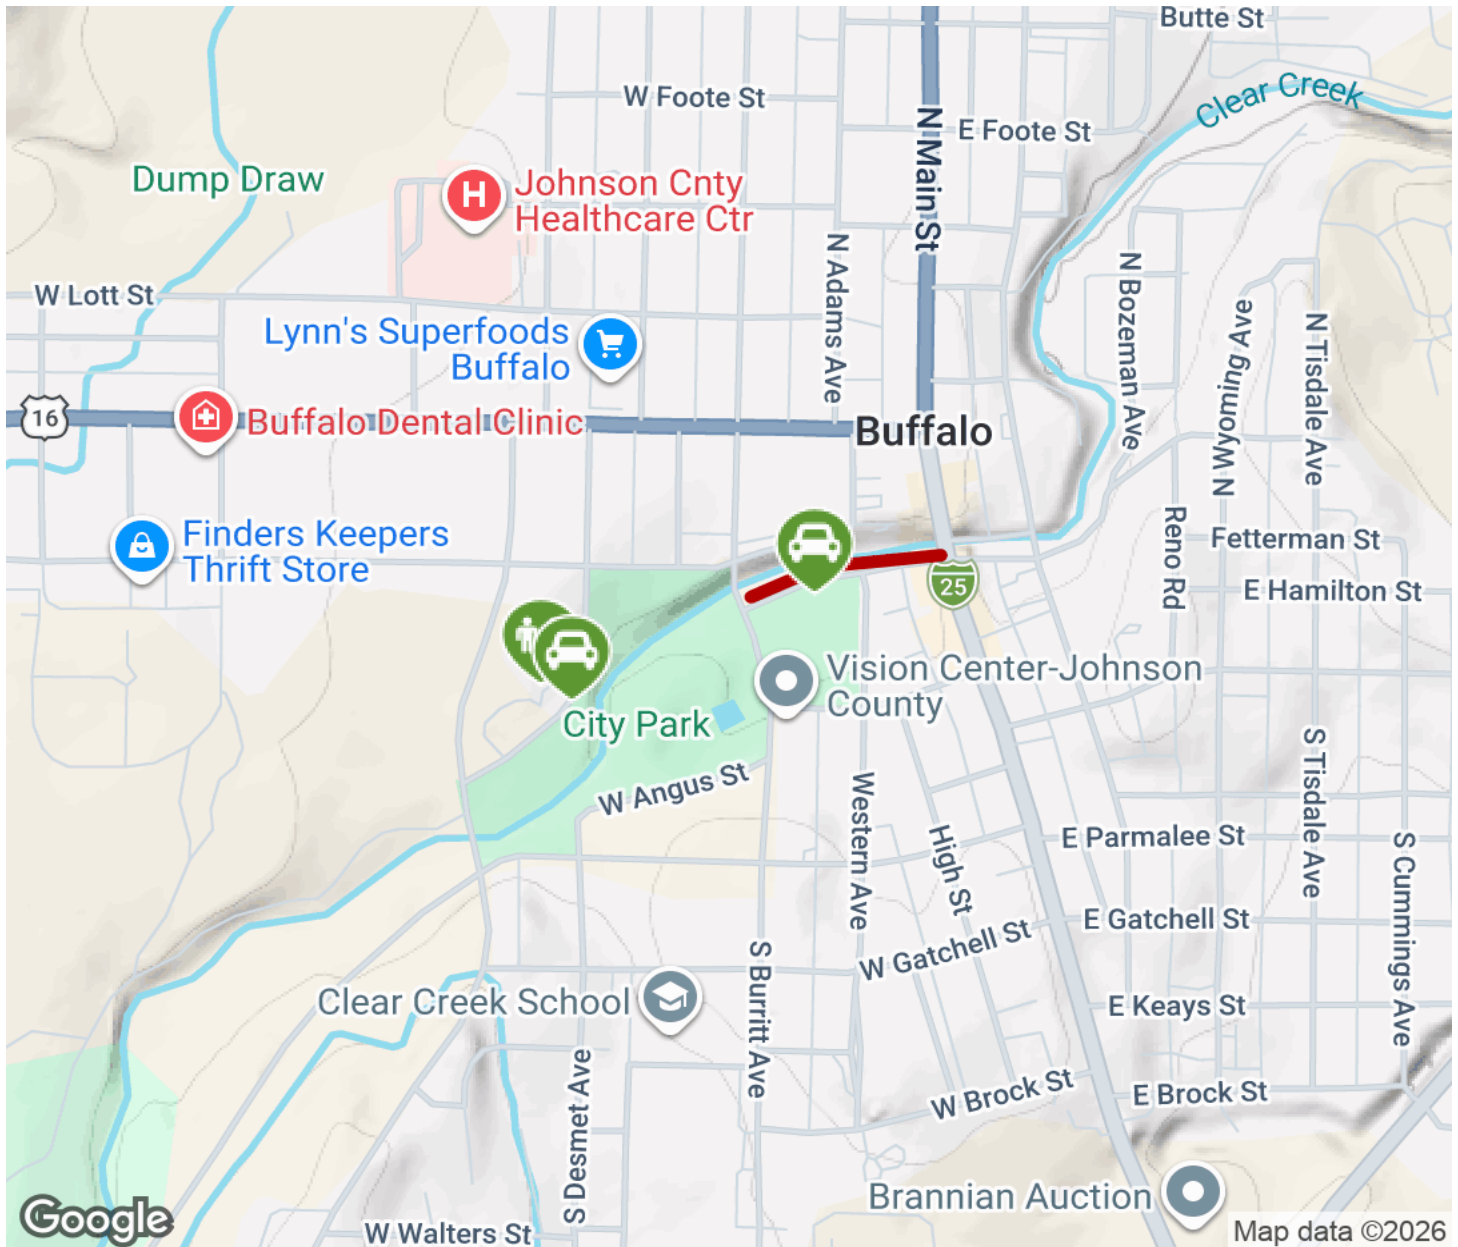 Butte St
W Foote St
Clear Creek
E Foote St
N Main St
Dump Draw
H
Johnson Cnty
Healthcare Ctr
N Adams Ave
N Bozeman Ave
W Lott St
N Wyoming Ave
N Tisdale Ave
Lynn's Superfoods
Buffalo
16
Buffalo Dental Clinic
Buffalo
Finders Keepers
Thrift Store
Reno Rd
Fetterman St
25
E Hamilton St
Vision Center-Johnson
County
City Park
W Angus St
Western Ave
High St
S Tisdale Ave
E Parmalee St
S Cummings Ave
E Gatchell St
W Gatchell St
S Burritt Ave
Clear Creek School
E Keays St
S Desmet Ave
W Brock St
E Brock St
Brannian Auction
Google
W Walters St
Map data ©2026